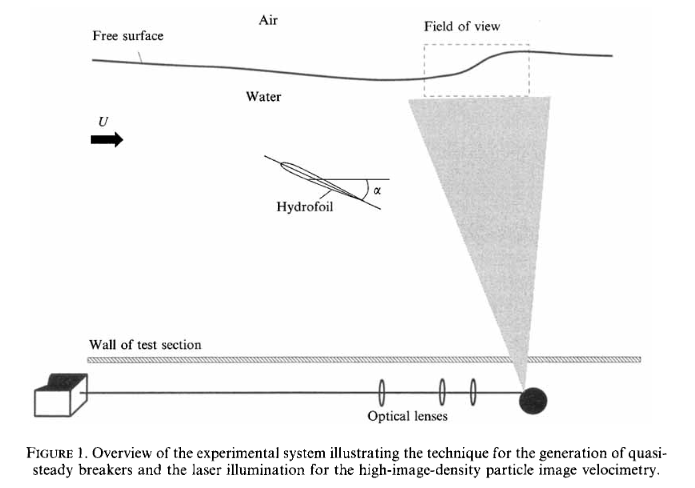 Air
Free surface
Field of view
Water
U
α
Hydrofoil
Wall of test section
Optical lenses
FIGURE 1. Overview of the experimental system illustrating the technique for the generation of quasi-
steady breakers and the laser illumination for the high-image-density particle image velocimetry.